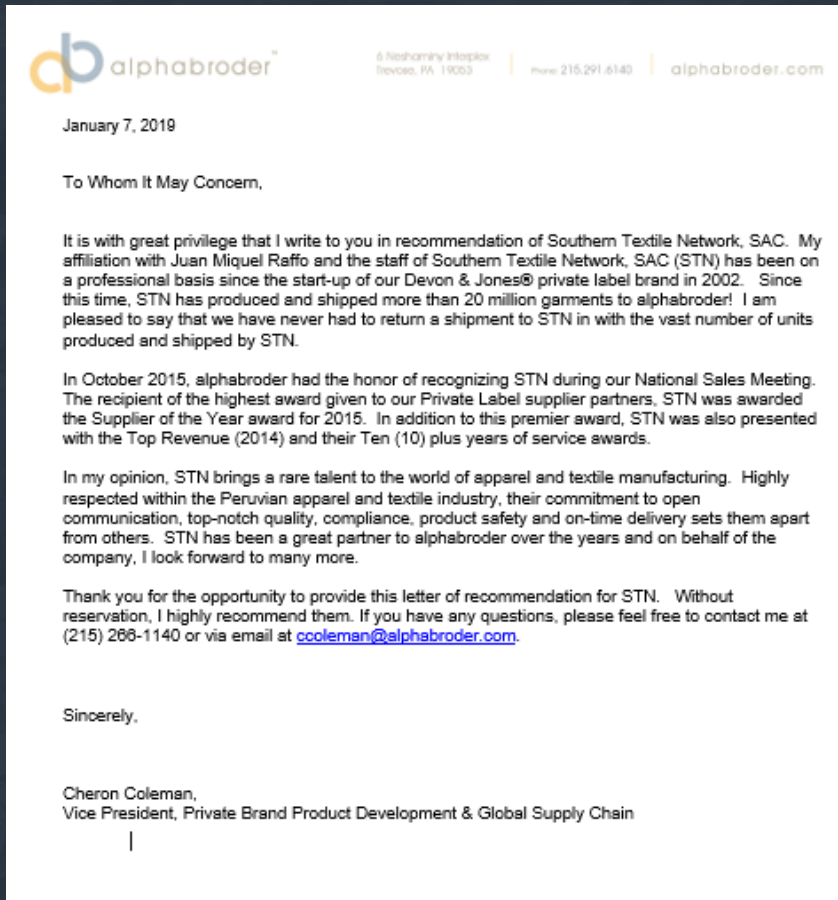 ab alphabroder™
6 Neshaminy Interplex
Trevose, PA 19053
Phone: 215.291.6140
alphabroder.com
January 7, 2019
To Whom It May Concern,
It is with great privilege that I write to you in recommendation of Southern Textile Network, SAC. My
affiliation with Juan Miquel Raffo and the staff of Southern Textile Network, SAC (STN) has been on
a professional basis since the start-up of our Devon & Jones® private label brand in 2002. Since
this time, STN has produced and shipped more than 20 million garments to alphabroder! I am
pleased to say that we have never had to return a shipment to STN in with the vast number of units
produced and shipped by STN.
In October 2015, alphabroder had the honor of recognizing STN during our National Sales Meeting.
The recipient of the highest award given to our Private Label supplier partners, STN was awarded
the Supplier of the Year award for 2015. In addition to this premier award, STN was also presented
with the Top Revenue (2014) and their Ten (10) plus years of service awards.
In my opinion, STN brings a rare talent to the world of apparel and textile manufacturing. Highly
respected within the Peruvian apparel and textile industry, their commitment to open
communication, top-notch quality, compliance, product safety and on-time delivery sets them apart
from others. STN has been a great partner to alphabroder over the years and on behalf of the
company, I look forward to many more.
Thank you for the opportunity to provide this letter of recommendation for STN. Without
reservation, I highly recommend them. If you have any questions, please feel free to contact me at
(215) 266-1140 or via email at ccoleman@alphabroder.com.
Sincerely,
Cheron Coleman,
Vice President, Private Brand Product Development & Global Supply Chain